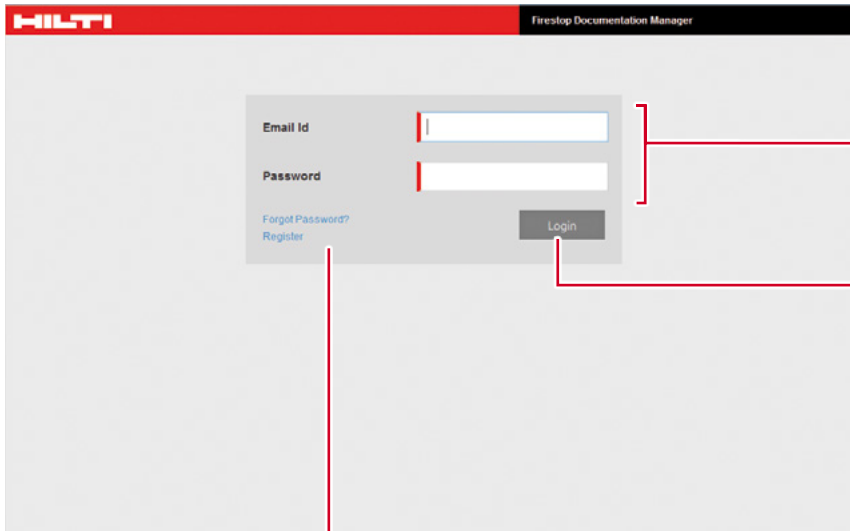 HILTI
Firestop Documentation Manager
Email Id
Password
Forgot Password?
Register
Login